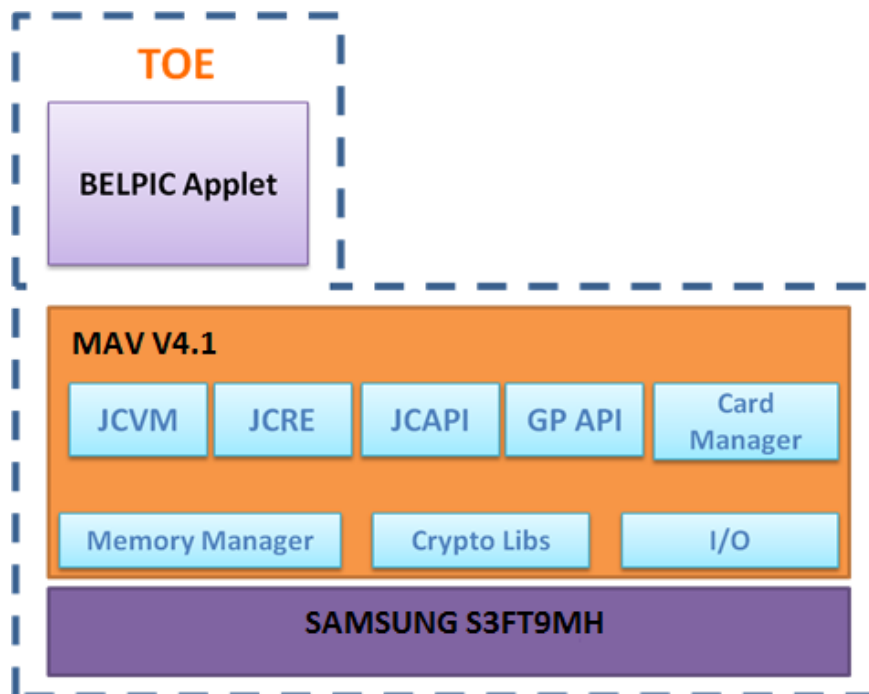 TOE
BELPIC Applet
MAV V4.1
JCVM
JCRE
JCAPI
GP API
Card
Manager
Memory Manager
Crypto Libs
I/O
SAMSUNG S3FT9MH